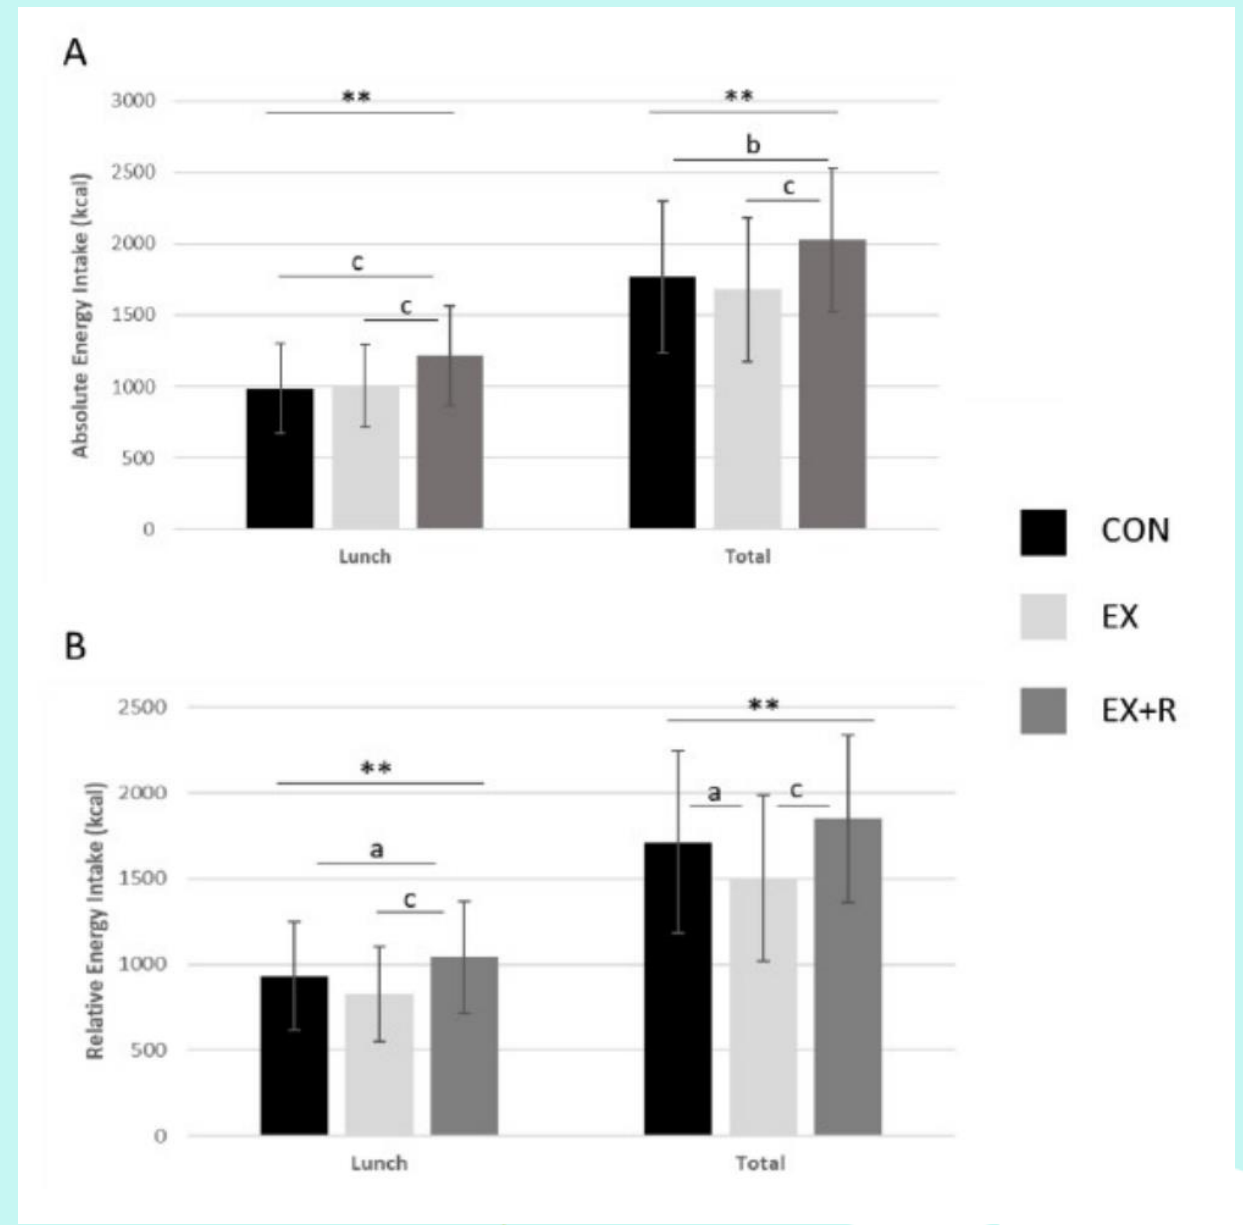 A
3000
**
**
b
2500
c
2000
c
1500
c
1000
500
0
Absolute Energy Intake (kcal)
Lunch
Total
CON
EX
EX+R
B
2500
**
**
2000
a
c
a
1500
c
1000
500
0
Relative Energy Intake (kcal)
Lunch
Total